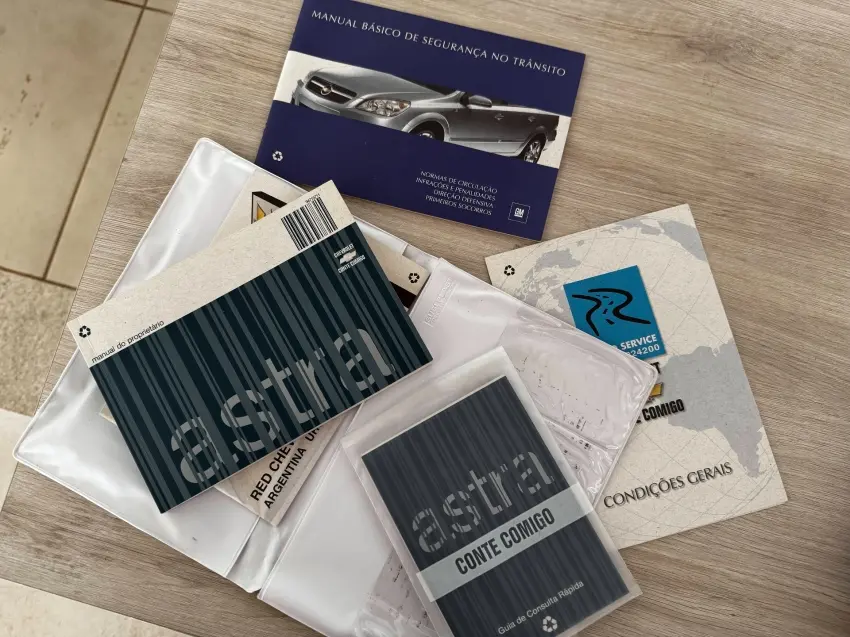 MANUAL BÁSICO DE SEGURANÇA NO TRÂNSITO
NORMAS DE CIRCULAÇÃO
INFRAÇÕES E PENALIDADES
DIREÇÃO DEFENSIVA
PRIMEIROS SOCORROS
GM
CHEVROLET
CONTE COMIGO
manual do proprietário
astra
RED CHE
ARGENTINA
SERVICE
24200
COMIGO
CONDIÇÕES GERAIS
astra
CONTE COMIGO
Guia de Consulta Rápida